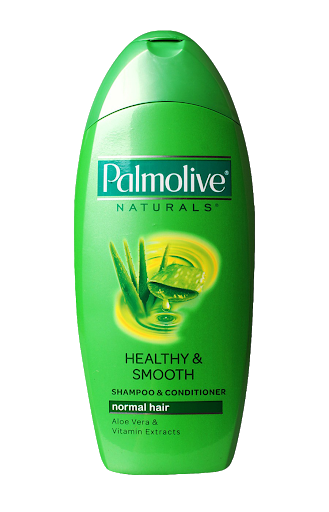 Palmolive®
NATURALS®
HEALTHY &
SMOOTH
SHAMPOO & CONDITIONER
normal hair
Aloe Vera &
Vitamin Extracts